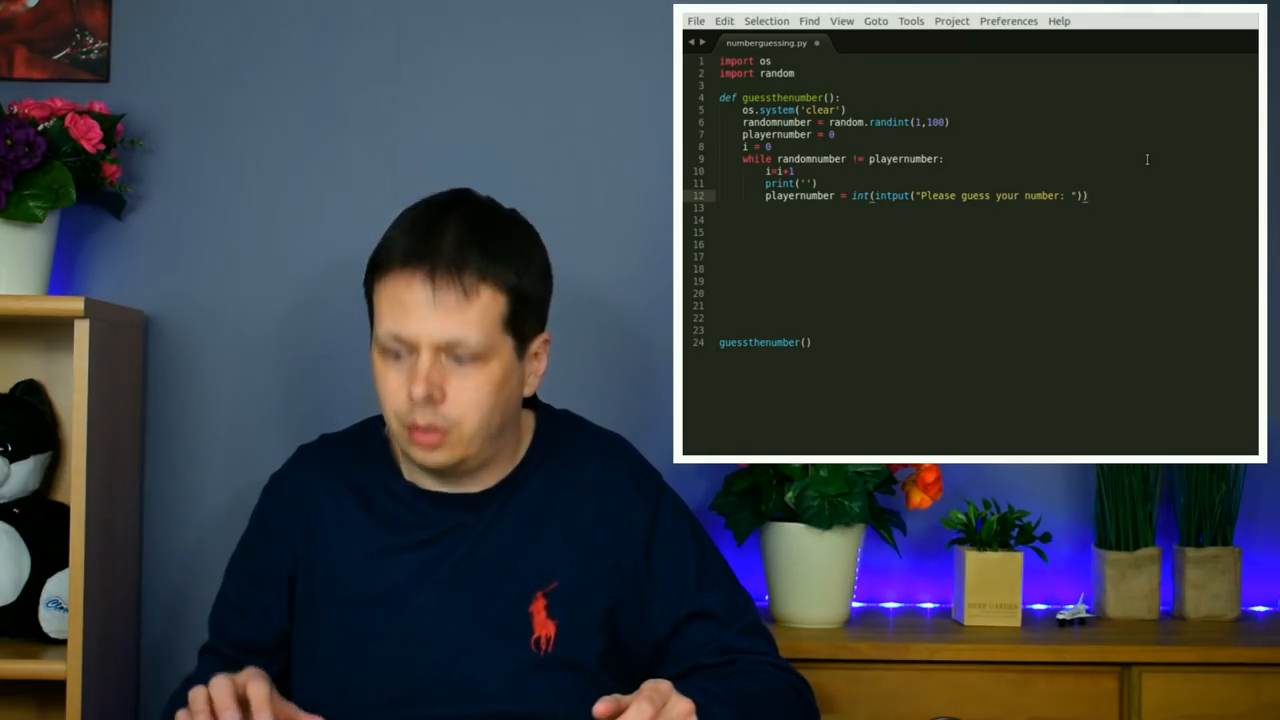 File Edit Selection Find View Goto Tools Project Preferences Help
numberguessing.py
1 import os
2 import random
3
4 def guessthenumber():
5 os.system('clear')
6 randomnumber = random.randint(1,100)
7 playernumber = 0
8 i = 0
9 while randomnumber != playernumber:
10 i=i+1
11 print('')
12 playernumber = int(intput("Please guess your number: "))
13
14
15
16
17
18
19
20
21
22
23
24 guessthenumber()
HERB GARDEN